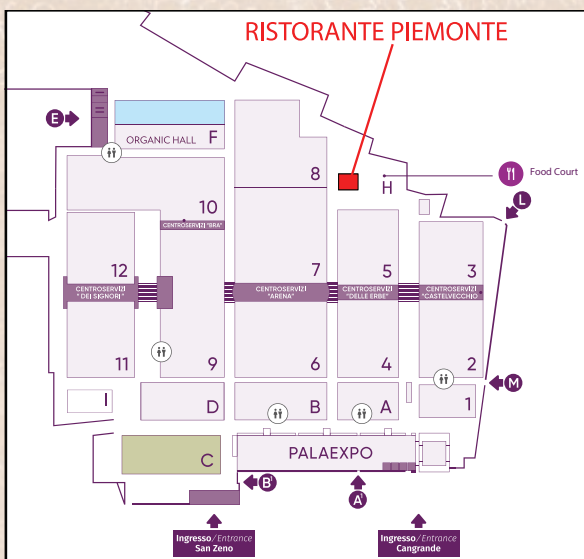 RISTORANTE PIEMONTE
E
ORGANIC HALL
F
8
H
Food Court
L
10
CENTROSERVIZI "BRA"
12
7
5
3
CENTROSERVIZI
" DEI SIGNORI"
CENTROSERVIZI
"ARENA"
CENTROSERVIZI
"DELLE ERBE"
CENTROSERVIZI
"CASTELVECCHIO"
11
9
6
4
2
M
I
D
B
A
1
C
PALAEXPO
B'
A'
Ingresso/Entrance
San Zeno
Ingresso/Entrance
Cangrande